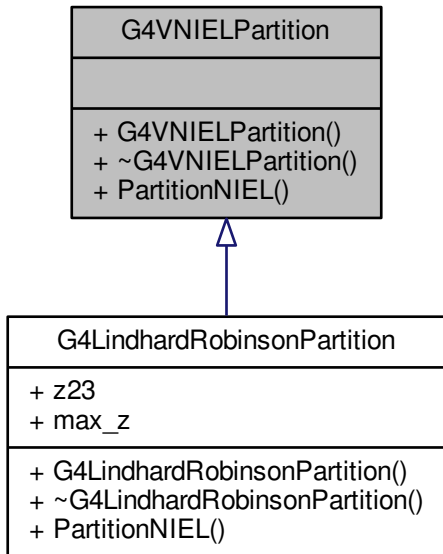 G4VNIELPartition
+ G4VNIELPartition()
+ ~G4VNIELPartition()
+ PartitionNIEL()
G4LindhardRobinsonPartition
+ z23
+ max_z
+ G4LindhardRobinsonPartition()
+ ~G4LindhardRobinsonPartition()
+ PartitionNIEL()